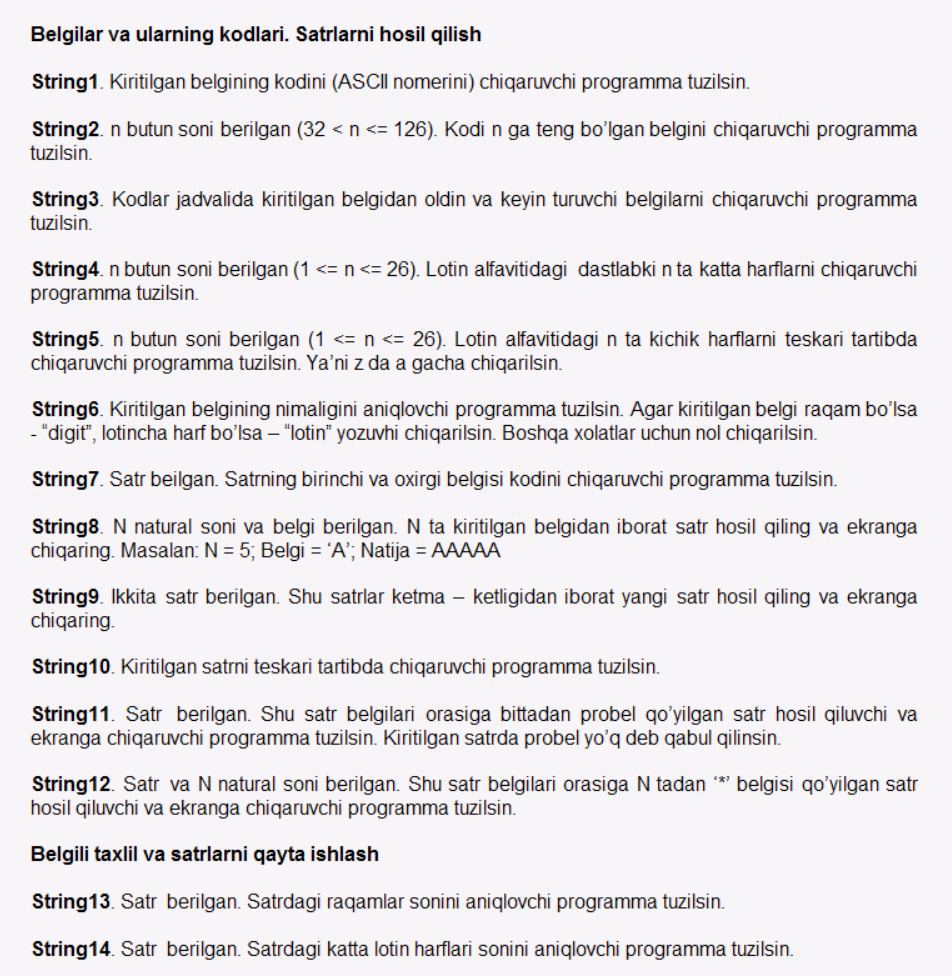 Belgilar va ularning kodlari. Satrlarni hosil qilish
String1. Kiritilgan belgining kodini (ASCII nomerini) chiqaruvchi programma tuzilsin.
String2. n butun soni berilgan (32 < n <= 126). Kodi n ga teng bo’lgan belgini chiqaruvchi programma
tuzilsin.
String3. Kodlar jadvalida kiritilgan belgidan oldin va keyin turuvchi belgilarni chiqaruvchi programma
tuzilsin.
String4. n butun soni berilgan (1 <= n <= 26). Lotin alfavitidagi dastlabki n ta katta harflarni chiqaruvchi
programma tuzilsin.
String5. n butun soni berilgan (1 <= n <= 26). Lotin alfavitidagi n ta kichik harflarni teskari tartibda
chiqaruvchi programma tuzilsin. Ya’ni z da a gacha chiqarilsin.
String6. Kiritilgan belgining nimaligini aniqlovchi programma tuzilsin. Agar kiritilgan belgi raqam bo’lsa
- “digit”, lotincha harf bo’lsa – “lotin” yozuvhi chiqarilsin. Boshqa xolatlar uchun nol chiqarilsin.
String7. Satr beilgan. Satrning birinchi va oxirgi belgisi kodini chiqaruvchi programma tuzilsin.
String8. N natural soni va belgi berilgan. N ta kiritilgan belgidan iborat satr hosil qiling va ekranga
chiqaring. Masalan: N = 5; Belgi = ‘A’; Natija = AAAAA
String9. Ikkita satr berilgan. Shu satrlar ketma – ketligidan iborat yangi satr hosil qiling va ekranga
chiqaring.
String10. Kiritilgan satrni teskari tartibda chiqaruvchi programma tuzilsin.
String11. Satr berilgan. Shu satr belgilari orasiga bittadan probel qo’yilgan satr hosil qiluvchi va
ekranga chiqaruvchi programma tuzilsin. Kiritilgan satrda probel yo’q deb qabul qilinsin.
String12. Satr va N natural soni berilgan. Shu satr belgilari orasiga N tadan ‘*’ belgisi qo’yilgan satr
hosil qiluvchi va ekranga chiqaruvchi programma tuzilsin.
Belgili taxlil va satrlarni qayta ishlash
String13. Satr berilgan. Satrdagi raqamlar sonini aniqlovchi programma tuzilsin.
String14. Satr berilgan. Satrdagi katta lotin harflari sonini aniqlovchi programma tuzilsin.